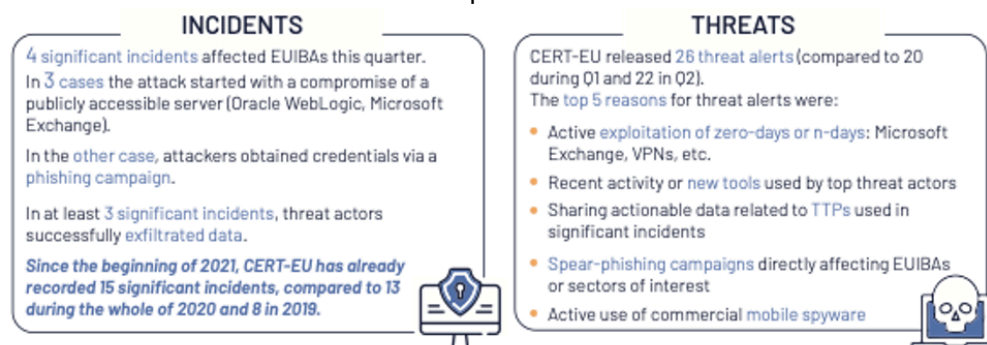 INCIDENTS
4 significant incidents affected EUIBAs this quarter.
In 3 cases the attack started with a compromise of a
publicly accessible server (Oracle WebLogic, Microsoft
Exchange).
In the other case, attackers obtained credentials via a
phishing campaign.
In at least 3 significant incidents, threat actors
successfully exfiltrated data.
Since the beginning of 2021, CERT-EU has already
recorded 15 significant incidents, compared to 13
during the whole of 2020 and 8 in 2019.
THREATS
CERT-EU released 26 threat alerts (compared to 20
during Q1 and 22 in Q2).
The top 5 reasons for threat alerts were:
• Active exploitation of zero-days or n-days: Microsoft
Exchange, VPNs, etc.
• Recent activity or new tools used by top threat actors
• Sharing actionable data related to TTPs used in
significant incidents
• Spear-phishing campaigns directly affecting EUIBAs
or sectors of interest
• Active use of commercial mobile spyware